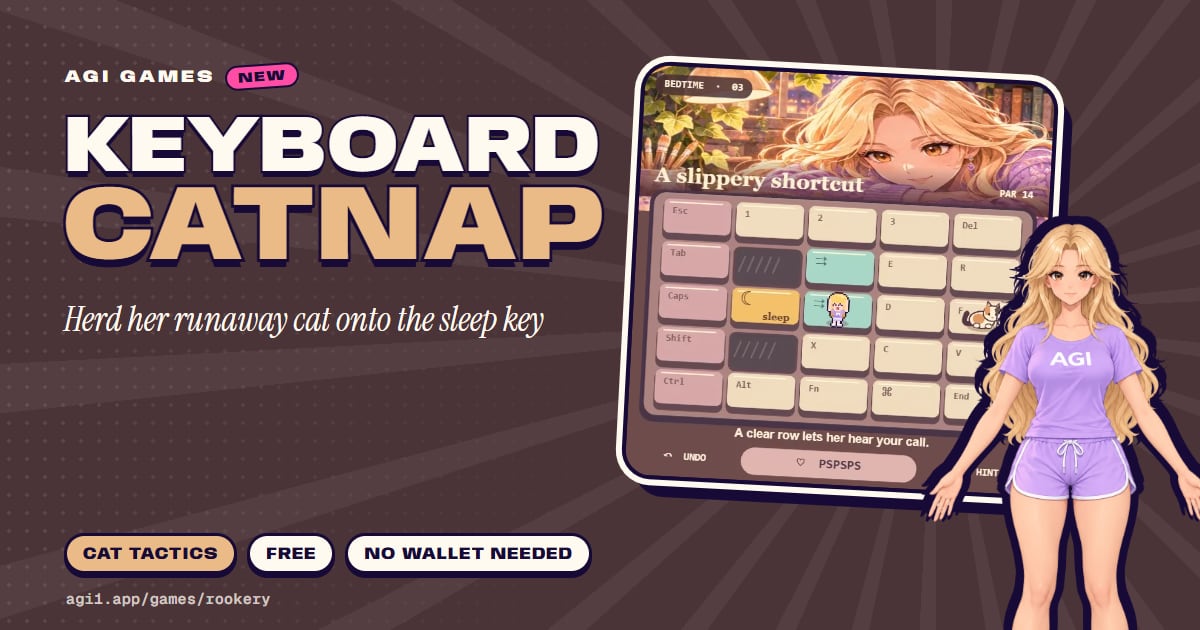 AGI GAMES NEW
KEYBOARD
CATNAP
Herd her runaway cat onto the sleep key
CAT TACTICS FREE NO WALLET NEEDED
agi1.app/games/rookery
BEDTIME · 03
A slippery shortcut
PAR 14
Esc 1 2 3 Del
Tab E R
Caps sleep D F
Shift X C V
Ctrl Alt Fn ⌘ End
A clear row lets her hear your call.
UNDO PSPSPS HINT
AGI